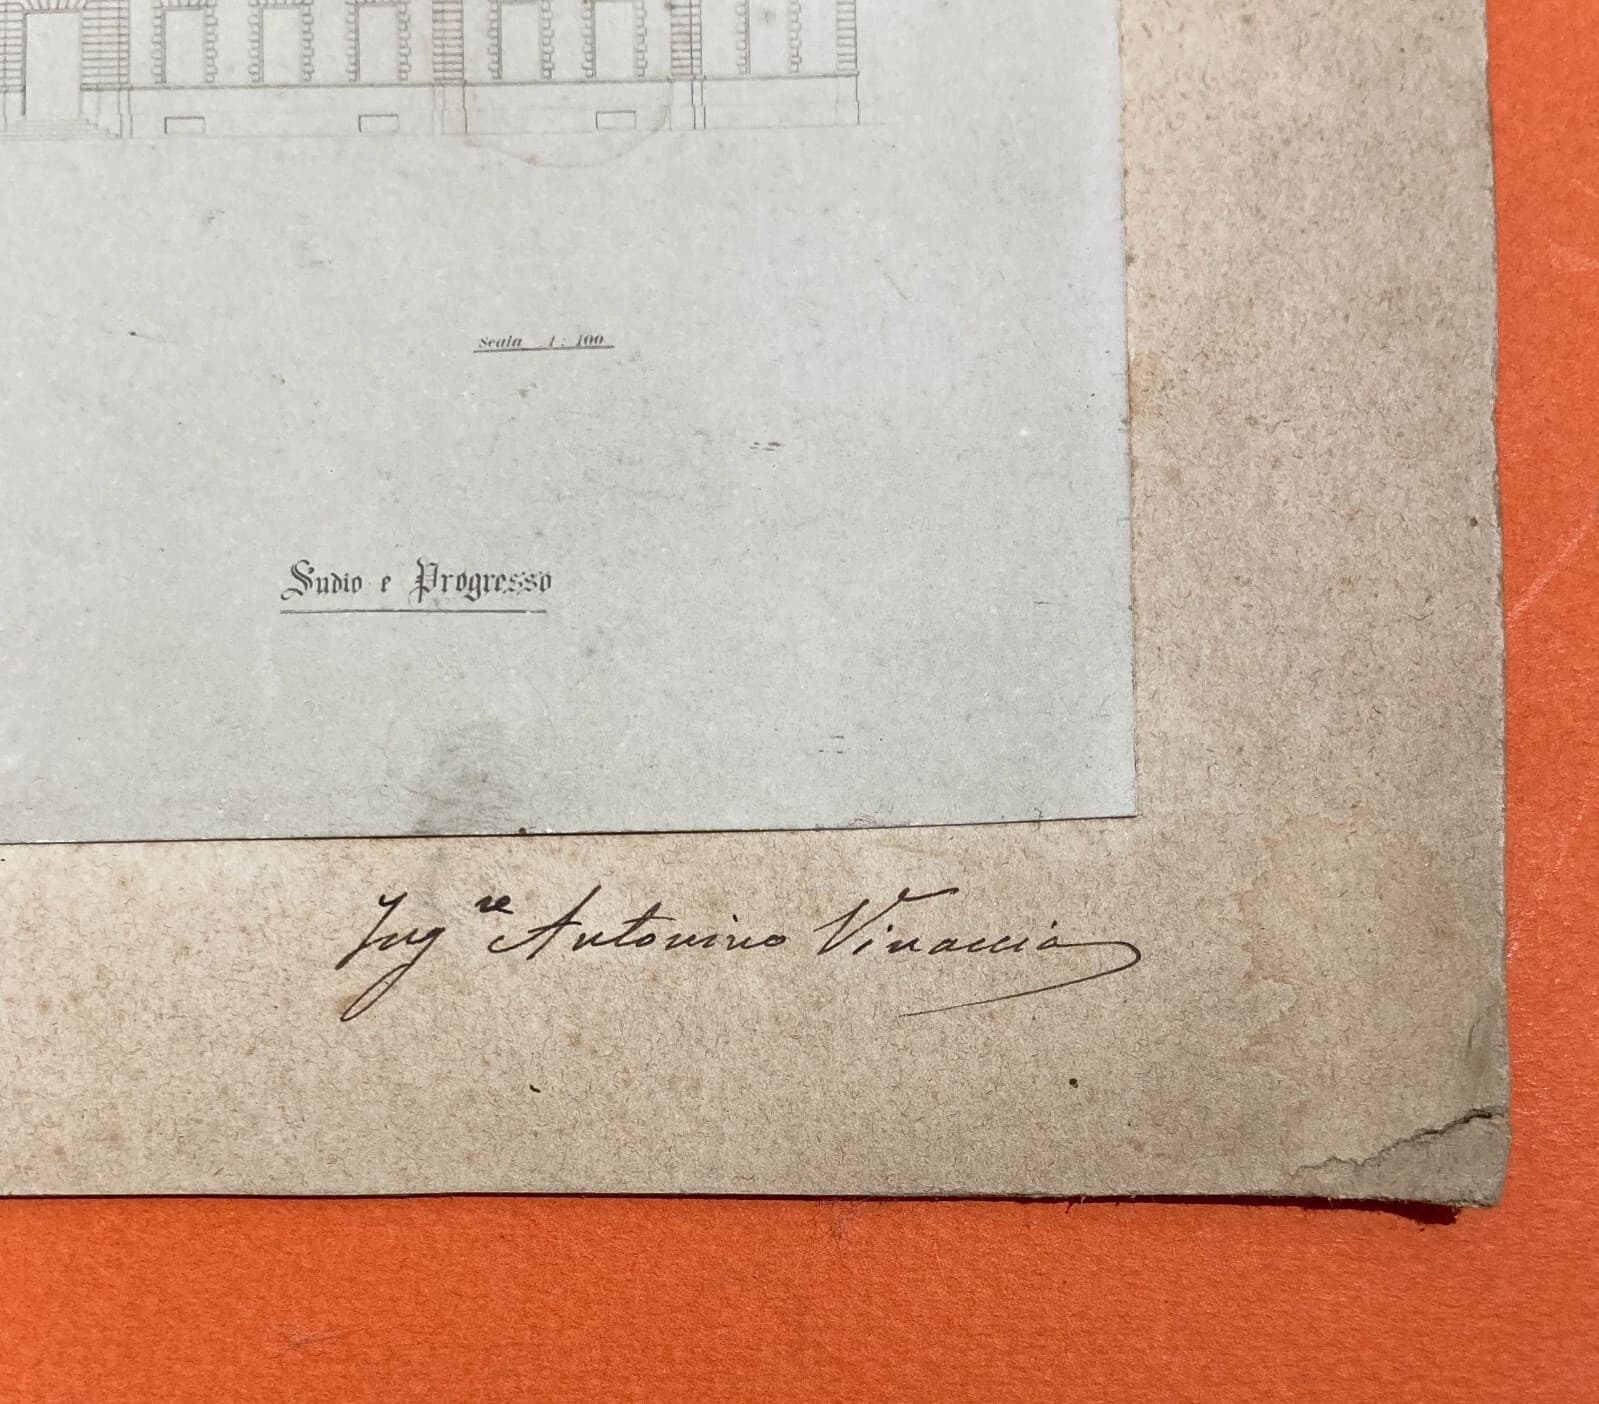 Scala 1: 100
Sudio e Progresso
Ing.re Antonino Vinaccia